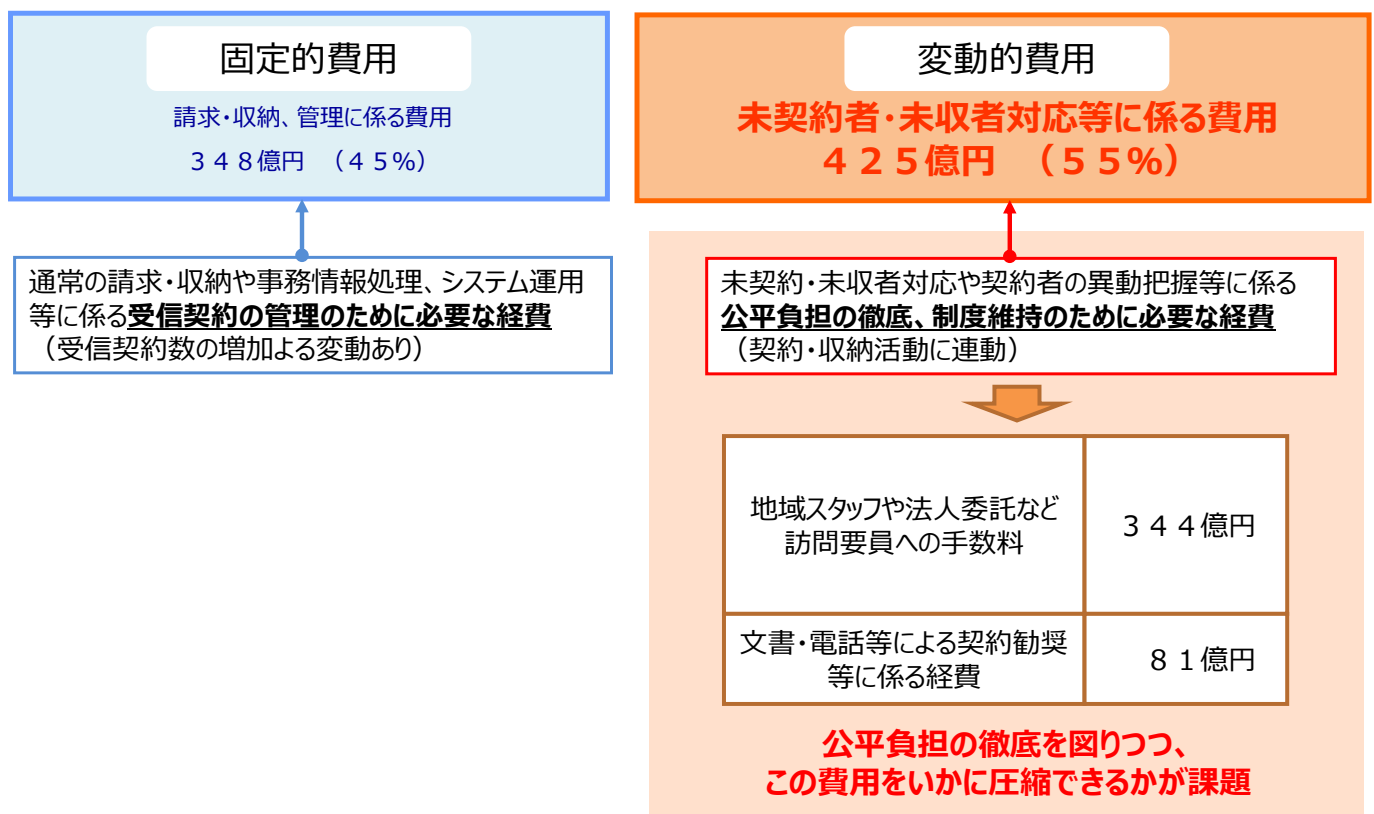 固定的費用
請求・収納、管理に係る費用
３４８億円　（４５％）
通常の請求・収納や事務情報処理、システム運用
等に係る受信契約の管理のために必要な経費
（受信契約数の増加よる変動あり）
変動的費用
未契約者・未収者対応等に係る費用
４２５億円　（５５％）
未契約・未収者対応や契約者の異動把握等に係る
公平負担の徹底、制度維持のために必要な経費
（契約・収納活動に連動）
地域スタッフや法人委託など
訪問要員への手数料
３４４億円
文書・電話等による契約勧奨
等に係る経費
８１億円
公平負担の徹底を図りつつ、
この費用をいかに圧縮できるかが課題